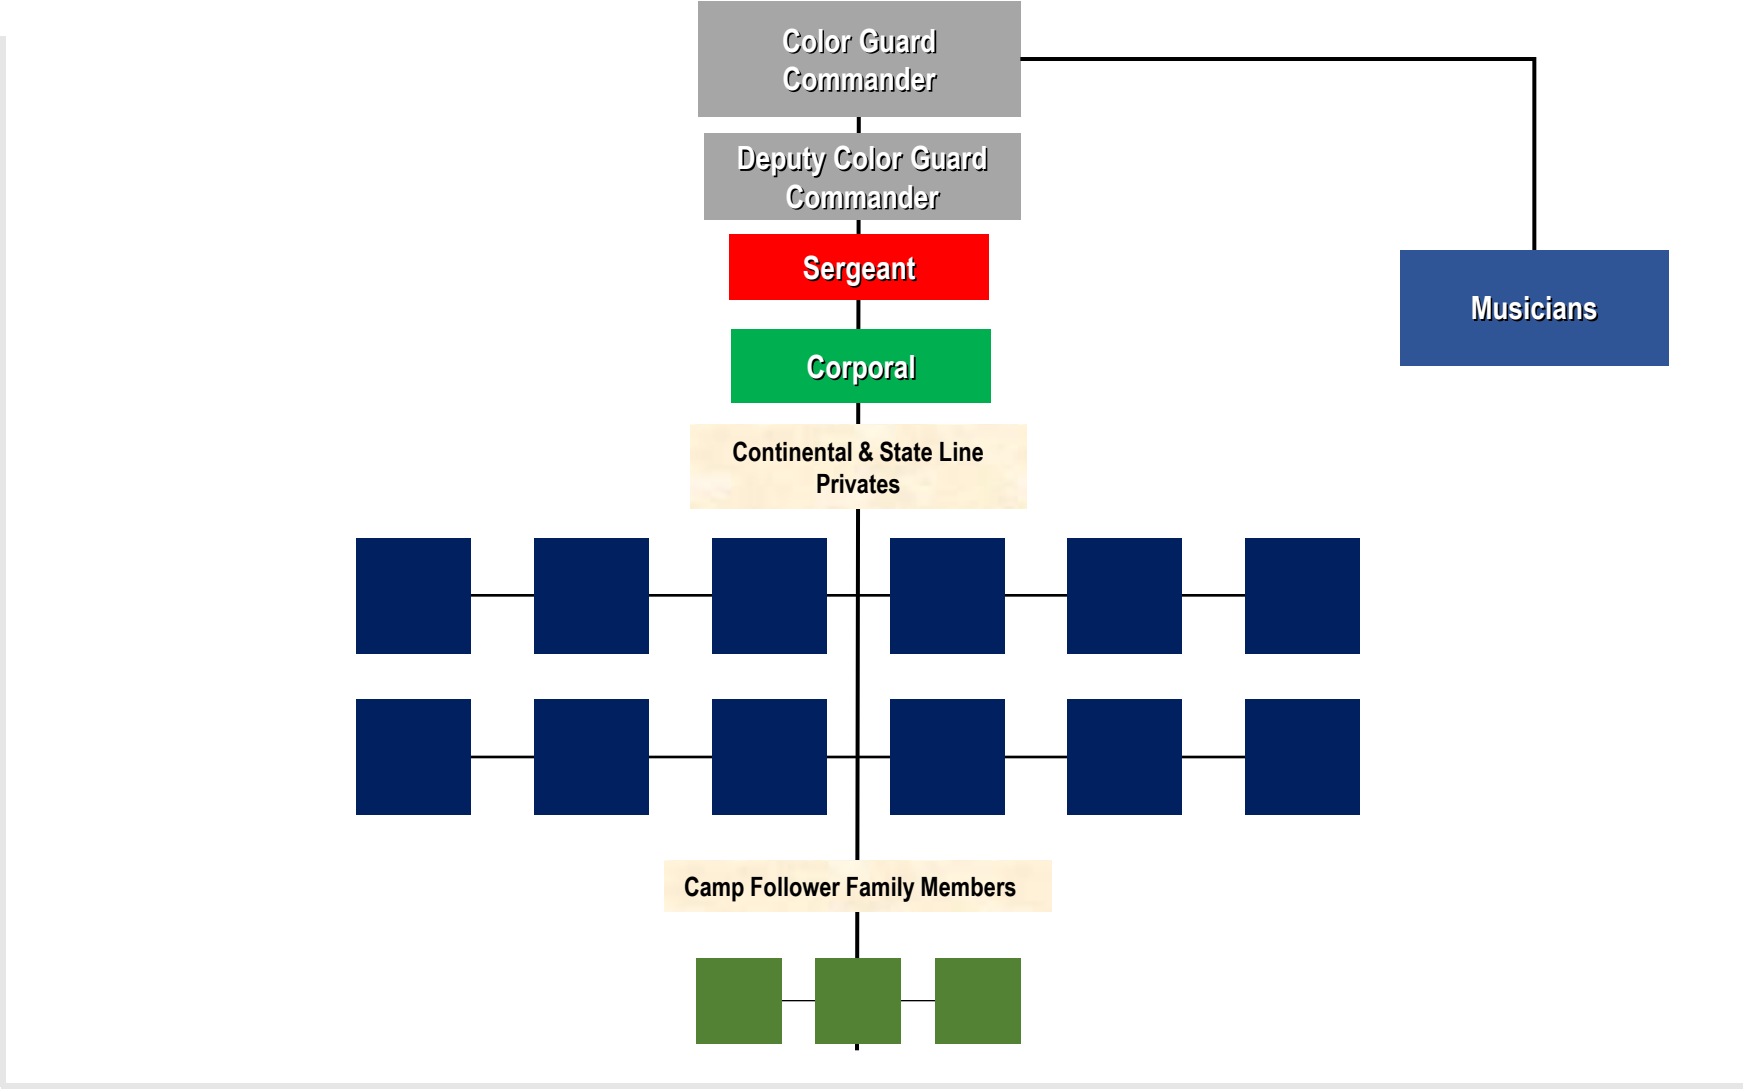 Color Guard
Commander
Deputy Color Guard
Commander
Sergeant
Musicians
Corporal
Continental & State Line
Privates
Camp Follower Family Members